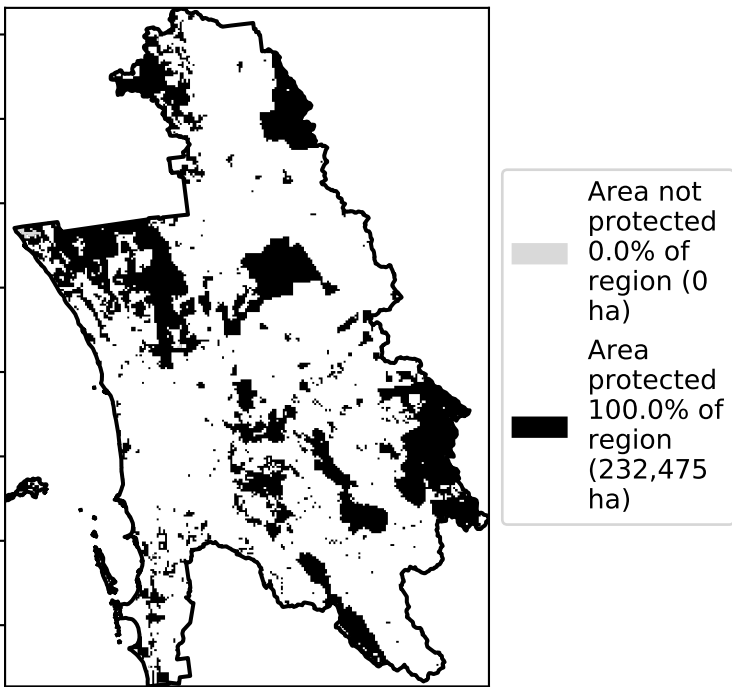 Area not
protected
0.0% of
region (0
ha)
Area
protected
100.0% of
region
(232,475
ha)